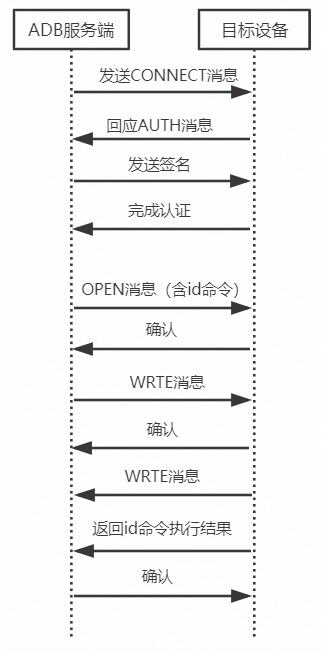 ADB服务端
目标设备
发送CONNECT消息
回应AUTH消息
发送签名
完成认证
OPEN消息（含id命令）
确认
WRTE消息
确认
WRTE消息
返回id命令执行结果
确认